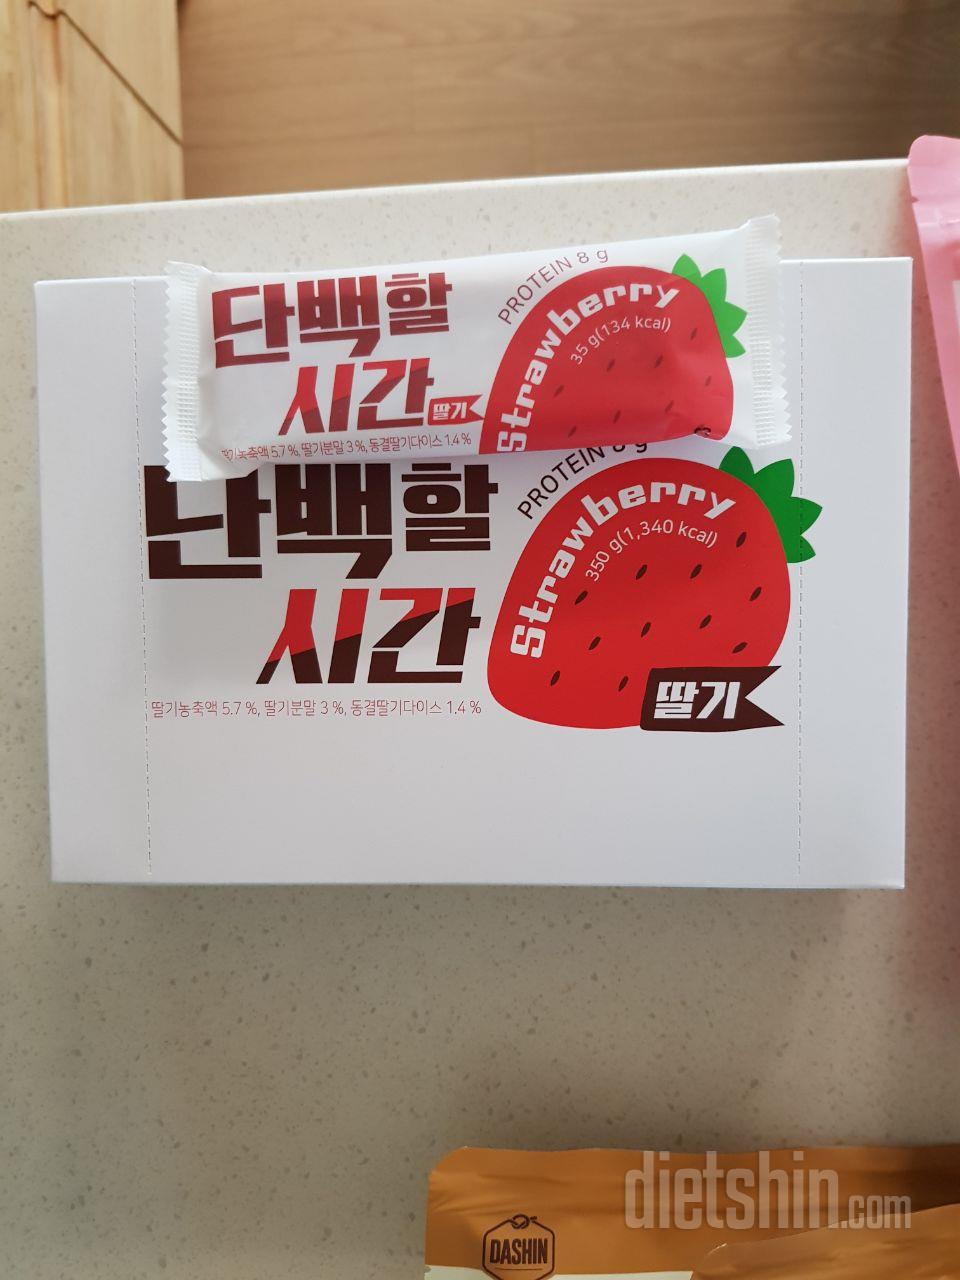 단백할
시간
딸기
PROTEIN 8 g
Strawberry
35 g(134 kcal)
딸기농축액 5.7 %, 딸기분말 3 %, 동결딸기다이스 1.4 %
단백할
시간
PROTEIN 8 g
Strawberry
350 g(1,340 kcal)
딸기
딸기농축액 5.7 %, 딸기분말 3 %, 동결딸기다이스 1.4 %
dietshin.com
DASHIN